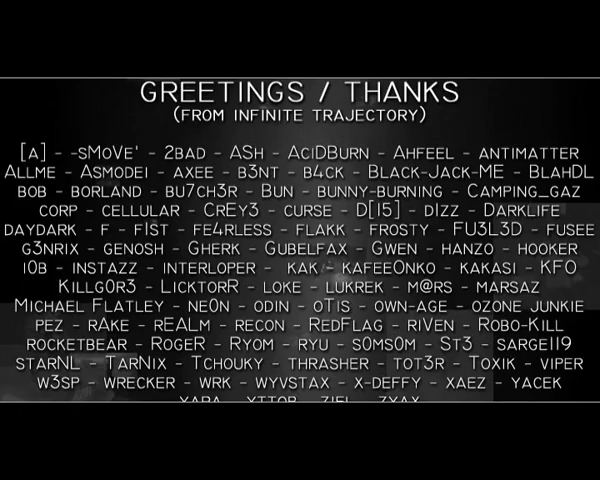 GREETINGS / THANKS
(FROM INFINITE TRAJECTORY)
[A] - -SMOVE' - 2BAD - ASH - ACIDBURN - AHFEEL - ANTIMATTER
ALLME - ASMODEI - AXEE - B3NT - B4CK - BLACK-JACK-ME - BLAHDL
BOB - BORLAND - BU7CH3R - BUN - BUNNY-BURNING - CAMPING_GAZ
CORP - CELLULAR - CREY3 - CURSE - D[I5] - DIZZ - DARKLIFE
DAYDARK - F - FIST - FE4RLESS - FLAKK - FROSTY - FU3L3D - FUSEE
G3NRIX - GENOSH - GHERK - GUBELFAX - GWEN - HANZO - HOOKER
I0B - INSTAZZ - INTERLOPER - KAK - KAFEEONKO - KAKASI - KFO
KILLG0R3 - LICKTORR - LOKE - LUKREK - M@RS - MARSAZ
MICHAEL FLATLEY - NE0N - ODIN - OTIS - OWN-AGE - OZONE JUNKIE
PEZ - RAKE - REALM - RECON - REDFLAG - RIVEN - ROBO-KILL
ROCKETBEAR - ROGER - RYOM - RYU - S0MS0M - ST3 - SARGE119
STARNL - TARNIX - TCHOUKY - THRASHER - TOT3R - TOXIK - VIPER
W3SP - WRECKER - WRK - WYVSTAX - X-DEFFY - XAEZ - YACEK
YARA - YTTOB - ZIEL - ZYAX